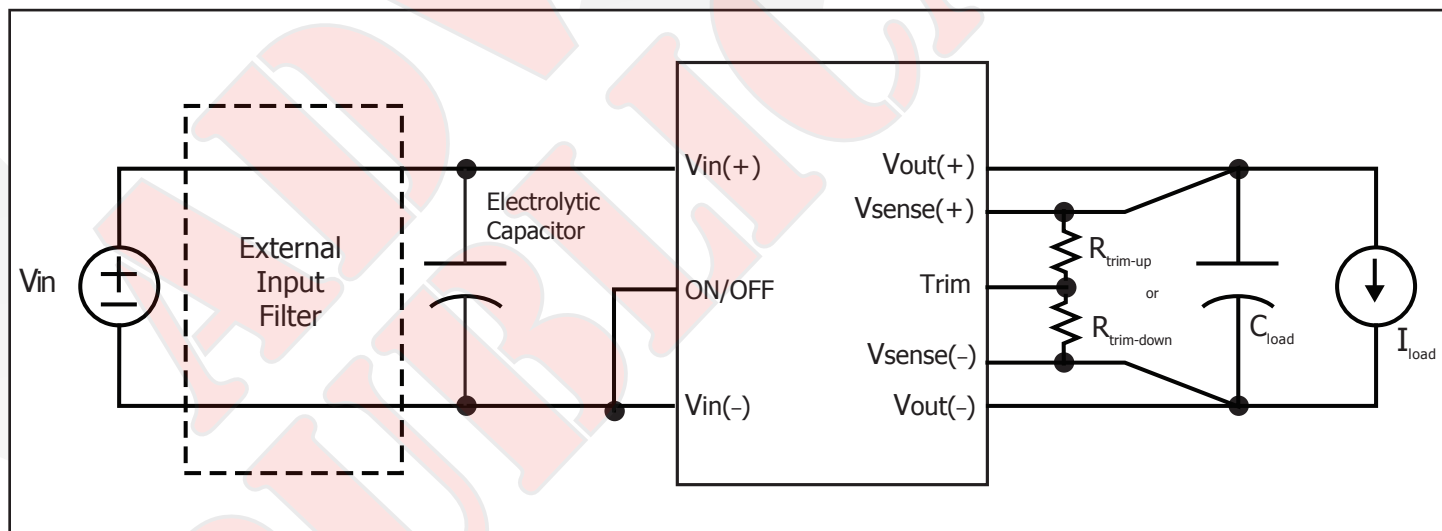 Vin
External
Input
Filter
Electrolytic
Capacitor
Vin(+)
ON/OFF
Vin(−)
Vout(+)
Vsense(+)
Trim
Vsense(−)
Vout(−)
Rtrim-up
or
Rtrim-down
Cload
Iload